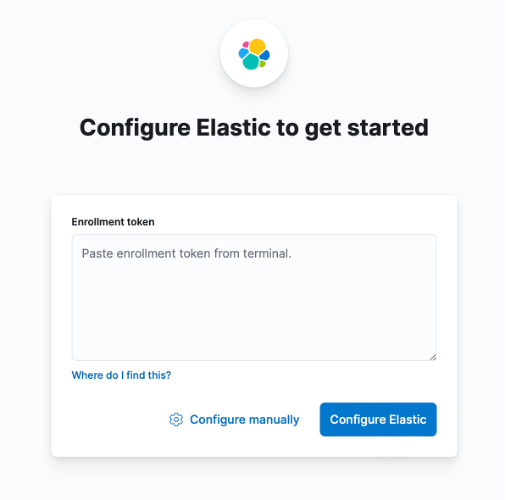 Configure Elastic to get started
Enrollment token
Paste enrollment token from terminal.
Where do I find this?
Configure manually
Configure Elastic